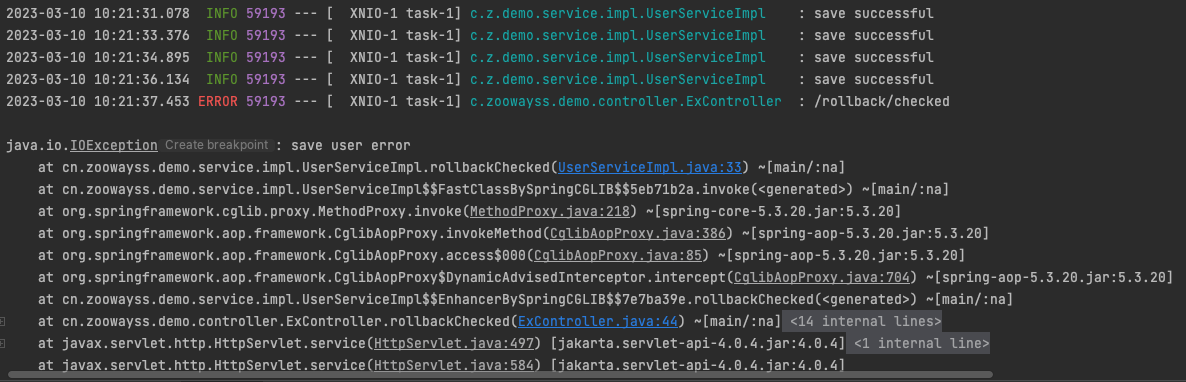 2023-03-10 10:21:31.078  INFO 59193 --- [  XNIO-1 task-1] c.z.demo.service.impl.UserServiceImpl    : save successful
2023-03-10 10:21:33.376  INFO 59193 --- [  XNIO-1 task-1] c.z.demo.service.impl.UserServiceImpl    : save successful
2023-03-10 10:21:34.895  INFO 59193 --- [  XNIO-1 task-1] c.z.demo.service.impl.UserServiceImpl    : save successful
2023-03-10 10:21:36.134  INFO 59193 --- [  XNIO-1 task-1] c.z.demo.service.impl.UserServiceImpl    : save successful
2023-03-10 10:21:37.453 ERROR 59193 --- [  XNIO-1 task-1] c.zoowayss.demo.controller.ExController  : /rollback/checked
java.io.IOException Create breakpoint : save user error
at cn.zoowayss.demo.service.impl.UserServiceImpl.rollbackChecked(UserServiceImpl.java:33) ~[main/:na]
at cn.zoowayss.demo.service.impl.UserServiceImpl$$FastClassBySpringCGLIB$$5eb71b2a.invoke(<generated>) ~[main/:na]
at org.springframework.cglib.proxy.MethodProxy.invoke(MethodProxy.java:218) ~[spring-core-5.3.20.jar:5.3.20]
at org.springframework.aop.framework.CglibAopProxy.invokeMethod(CglibAopProxy.java:386) ~[spring-aop-5.3.20.jar:5.3.20]
at org.springframework.aop.framework.CglibAopProxy.access$000(CglibAopProxy.java:85) ~[spring-aop-5.3.20.jar:5.3.20]
at org.springframework.aop.framework.CglibAopProxy$DynamicAdvisedInterceptor.intercept(CglibAopProxy.java:704) ~[spring-aop-5.3.20.jar:5.3.20]
at cn.zoowayss.demo.service.impl.UserServiceImpl$$EnhancerBySpringCGLIB$$7e7ba39e.rollbackChecked(<generated>) ~[main/:na]
at cn.zoowayss.demo.controller.ExController.rollbackChecked(ExController.java:44) ~[main/:na] <14 internal lines>
at javax.servlet.http.HttpServlet.service(HttpServlet.java:497) [jakarta.servlet-api-4.0.4.jar:4.0.4] <1 internal line>
at javax.servlet.http.HttpServlet.service(HttpServlet.java:584) [jakarta.servlet-api-4.0.4.jar:4.0.4]